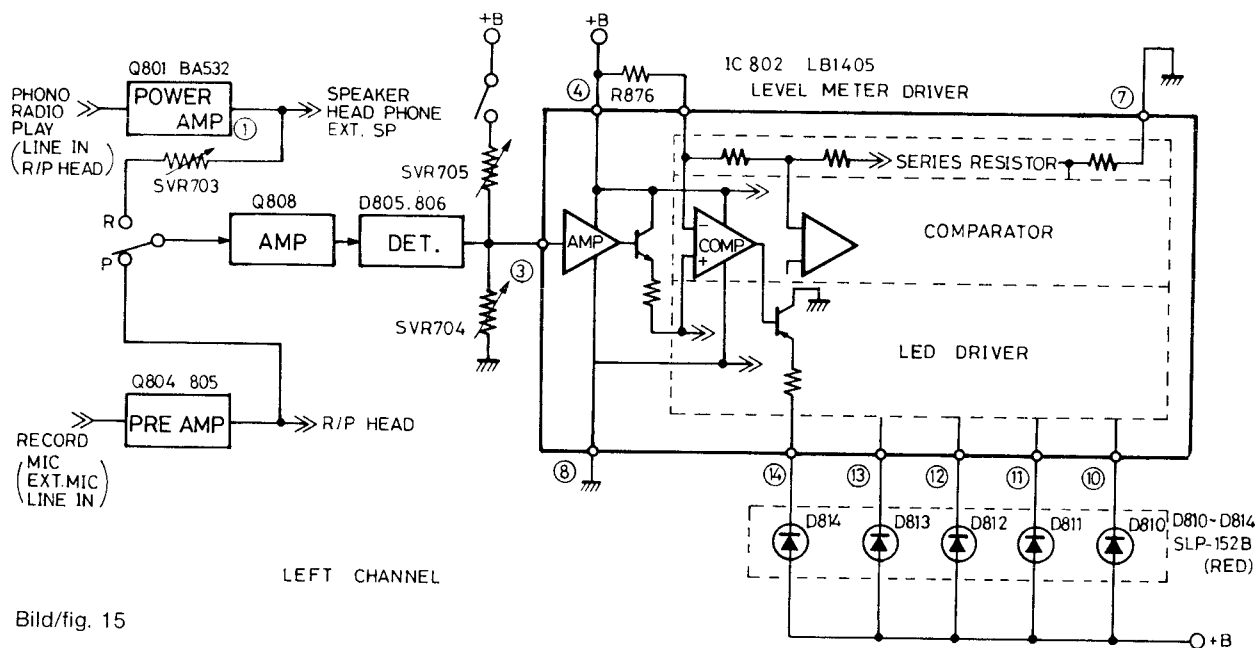 Q801 BA532
POWER
AMP
①
PHONO
RADIO
PLAY
(LINE IN
R/P HEAD)
SPEAKER
HEAD PHONE
EXT. SP
SVR703
R
P
Q808
AMP
D805.806
DET.
+B
SVR705
③
SVR704
Q804 805
PRE AMP
R/P HEAD
RECORD
(MIC
EXT.MIC
LINE IN)
+B
④
R876
IC802 LB1405
LEVEL METER DRIVER
⑦
SERIES RESISTOR
AMP
-
COMP
+
COMPARATOR
LED DRIVER
⑧
⑭
⑬
⑫
⑪
⑩
D814
D813
D812
D811
D810
D810~D814
SLP-152B
(RED)
+B
LEFT CHANNEL
Bild/fig. 15